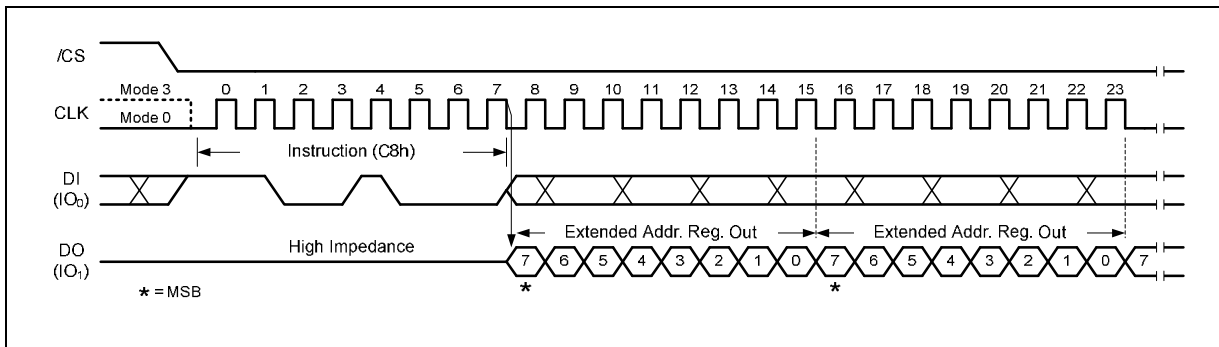 /CS
Mode 3
0 1 2 3 4 5 6 7 8 9 10 11 12 13 14 15 16 17 18 19 20 21 22 23
CLK
Mode 0
Instruction (C8h)
DI
(IO0)
Extended Addr. Reg. Out Extended Addr. Reg. Out
High Impedance
DO
(IO1)
7 6 5 4 3 2 1 0 7 6 5 4 3 2 1 0 7
* *
* = MSB